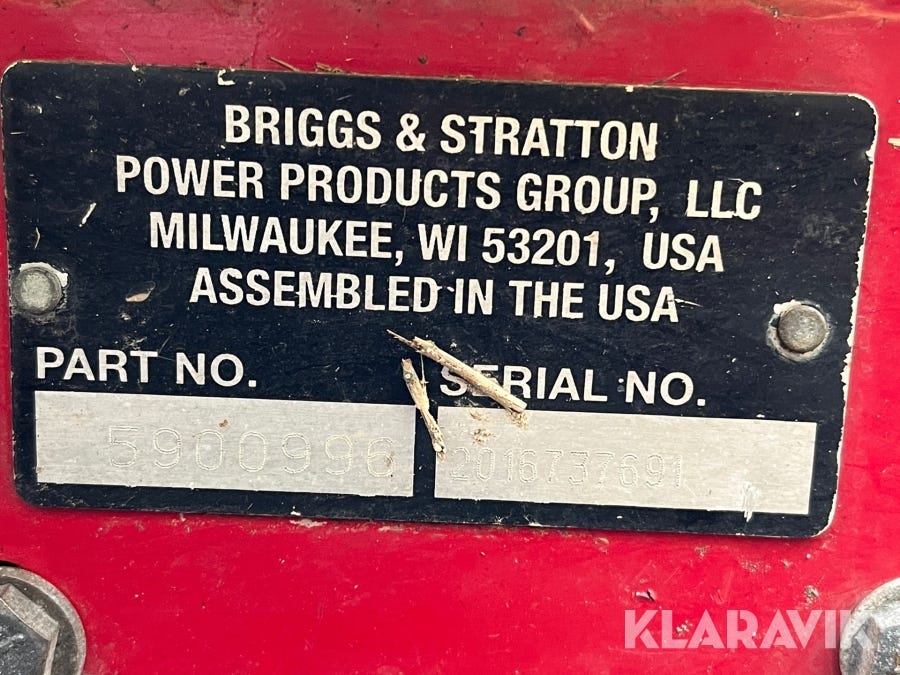 BRIGGS & STRATTON
POWER PRODUCTS GROUP, LLC
MILWAUKEE, WI 53201, USA
ASSEMBLED IN THE USA
PART NO. SERIAL NO.
5900996 2016737691
KLARAVIK